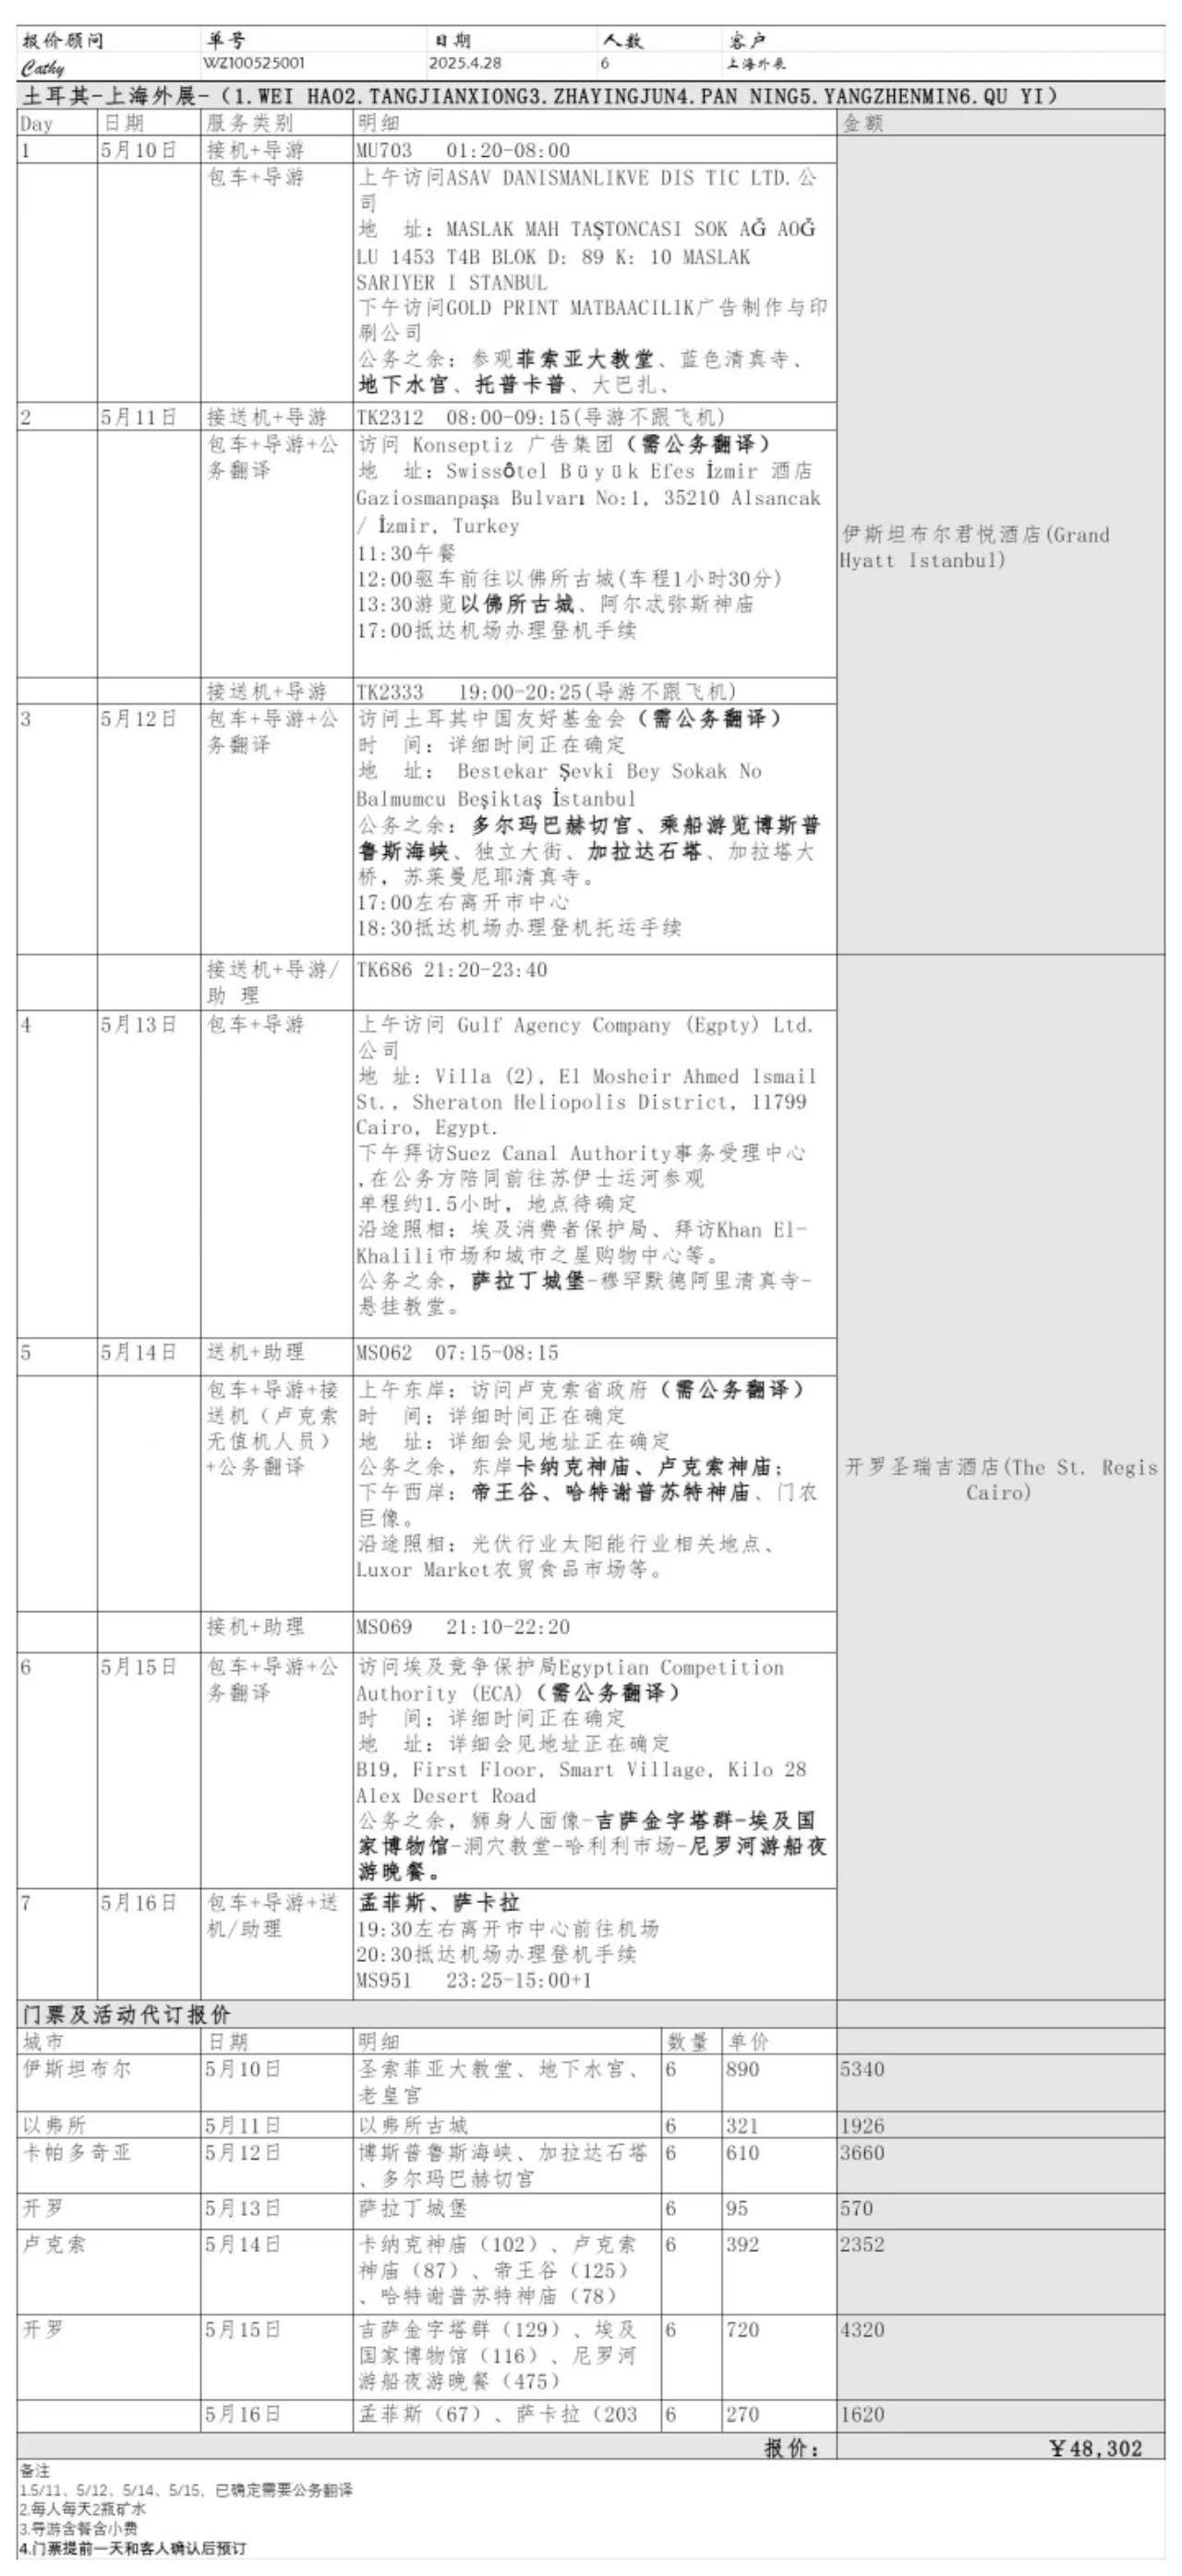 报价顾问 单号 日期 人数 客户
Cathy WZ100525001 2025.4.28 6 上海外展
土耳其-上海外展-（1.WEI HAO2.TANGJIANXIONG3.ZHAYINGJUN4.PAN NING5.YANGZHENMIN6.QU YI）
Day 日期 服务类别 明细 金额
1 5月10日 接机+导游 MU703 01:20-08:00
包车+导游 上午访问ASAV DANISMANLIKVE DIS TIC LTD.公
司
地 址：MASLAK MAH TAŞTONCASI SOK AĞ AOĞ
LU 1453 T4B BLOK D: 89 K: 10 MASLAK
SARIYER I STANBUL
下午访问GOLD PRINT MATBAACILIK广告制作与印
刷公司
公务之余；参观菲索亚大教堂、蓝色清真寺、
地下水宫、托普卡普、大巴扎、
2 5月11日 接送机+导游 TK2312 08:00-09:15(导游不跟飞机)
包车+导游+公 访问 Konseptiz 广告集团（需公务翻译）
务翻译 地 址：Swissôtel Büyük Efes İzmir 酒店
Gaziosmanpaşa Bulvarı No:1, 35210 Alsancak
/ İzmir, Turkey
11:30午餐
12:00驱车前往以佛所古城(车程1小时30分)
13:30游览以佛所古城、阿尔忒弥斯神庙
17:00抵达机场办理登机手续
伊斯坦布尔君悦酒店(Grand
Hyatt Istanbul)
接送机+导游 TK2333 19:00-20:25(导游不跟飞机)
3 5月12日 包车+导游+公 访问土耳其中国友好基金会（需公务翻译）
务翻译 时 间：详细时间正在确定
地 址： Bestekar Şevki Bey Sokak No
Balmumcu Beşiktaş İstanbul
公务之余：多尔玛巴赫切宫、乘船游览博斯普
鲁斯海峡、独立大街、加拉达石塔、加拉塔大
桥，苏莱曼尼耶清真寺。
17:00左右离开市中心
18:30抵达机场办理登机托运手续
接送机+导游/ TK686 21:20-23:40
助 理
4 5月13日 包车+导游 上午访问 Gulf Agency Company (Egpty) Ltd.
公司
地 址: Villa (2), El Mosheir Ahmed Ismail
St., Sheraton Heliopolis District, 11799
Cairo, Egypt.
下午拜访Suez Canal Authority事务受理中心
,在公务方陪同前往苏伊士运河参观
单程约1.5小时，地点待确定
沿途照相：埃及消费者保护局、拜访Khan El-
Khalili市场和城市之星购物中心等。
公务之余，萨拉丁城堡-穆罕默德阿里清真寺-
悬挂教堂。
5 5月14日 送机+助理 MS062 07:15-08:15
包车+导游+接 上午东岸：访问卢克索省政府（需公务翻译）
送机（卢克索 时 间：详细时间正在确定
无值机人员） 地 址：详细会见地址正在确定
+公务翻译 公务之余，东岸卡纳克神庙、卢克索神庙；
下午西岸：帝王谷、哈特谢普苏特神庙、门农
巨像。
沿途照相：光伏行业太阳能行业相关地点、
Luxor Market农贸食品市场等。
开罗圣瑞吉酒店(The St. Regis
Cairo)
接机+助理 MS069 21:10-22:20
6 5月15日 包车+导游+公 访问埃及竞争保护局Egyptian Competition
务翻译 Authority (ECA)（需公务翻译）
时 间：详细时间正在确定
地 址：详细会见地址正在确定
B19, First Floor, Smart Village, Kilo 28
Alex Desert Road
公务之余，狮身人面像-吉萨金字塔群-埃及国
家博物馆-洞穴教堂-哈利利市场-尼罗河游船夜
游晚餐。
7 5月16日 包车+导游+送 孟菲斯、萨卡拉
机/助理 19:30左右离开市中心前往机场
20:30抵达机场办理登机手续
MS951 23:25-15:00+1
门票及活动代订报价
城市 日期 明细 数量 单价
伊斯坦布尔 5月10日 圣索菲亚大教堂、地下水宫、 6 890 5340
老皇宫
以弗所 5月11日 以弗所古城 6 321 1926
卡帕多奇亚 5月12日 博斯普鲁斯海峡、加拉达石塔 6 610 3660
、多尔玛巴赫切宫
开罗 5月13日 萨拉丁城堡 6 95 570
卢克索 5月14日 卡纳克神庙（102）、卢克索 6 392 2352
神庙（87）、帝王谷（125）
、哈特谢普苏特神庙（78）
开罗 5月15日 吉萨金字塔群（129）、埃及 6 720 4320
国家博物馆（116）、尼罗河
游船夜游晚餐（475）
5月16日 孟菲斯（67）、萨卡拉（203 6 270 1620
报价： ￥48,302
备注
1.5/11、5/12、5/14、5/15，已确定需要公务翻译
2.每人每天2瓶矿水
3.导游含餐含小费
4.门票提前一天和客人确认后预订